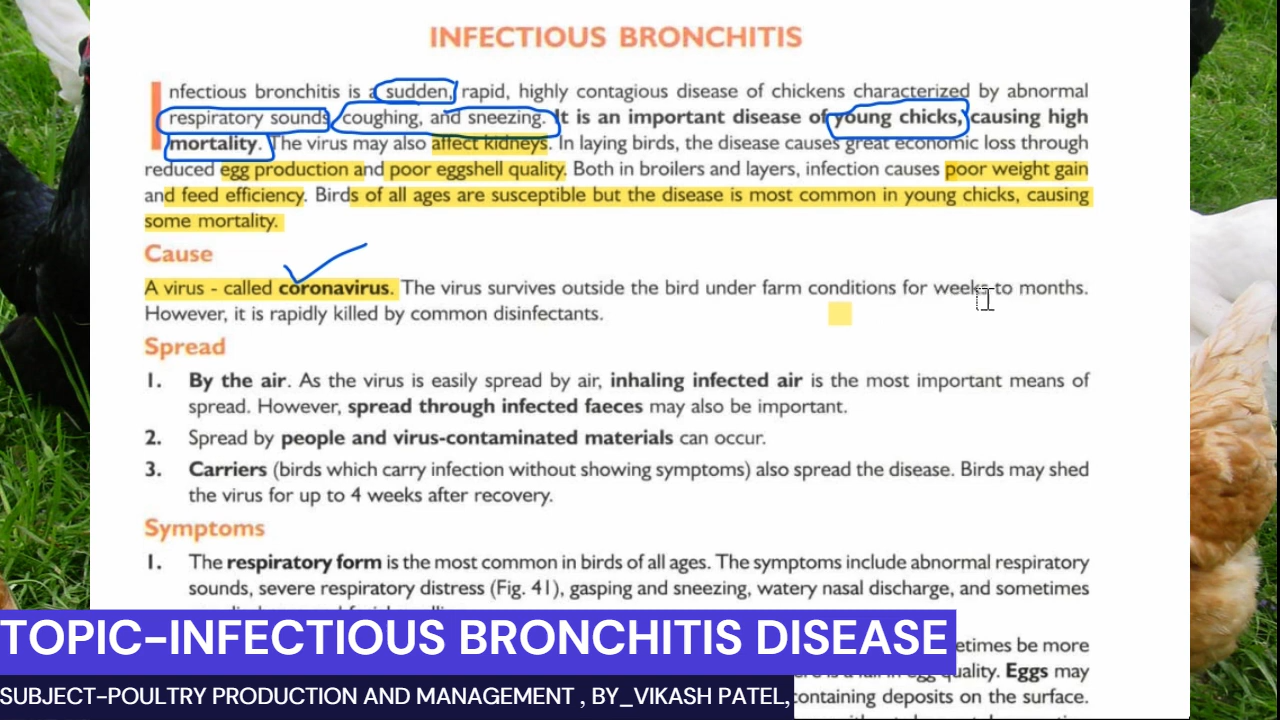 INFECTIOUS BRONCHITIS
Infectious bronchitis is a sudden, rapid, highly contagious disease of chickens characterized by abnormal
respiratory sounds, coughing, and sneezing. It is an important disease of young chicks, causing high
mortality. The virus may also affect kidneys. In laying birds, the disease causes great economic loss through
reduced egg production and poor eggshell quality. Both in broilers and layers, infection causes poor weight gain
and feed efficiency. Birds of all ages are susceptible but the disease is most common in young chicks, causing
some mortality.
Cause
A virus - called coronavirus. The virus survives outside the bird under farm conditions for weeks to months.
However, it is rapidly killed by common disinfectants.
Spread
1. By the air. As the virus is easily spread by air, inhaling infected air is the most important means of
spread. However, spread through infected faeces may also be important.
2. Spread by people and virus-contaminated materials can occur.
3. Carriers (birds which carry infection without showing symptoms) also spread the disease. Birds may shed
the virus for up to 4 weeks after recovery.
Symptoms
1. The respiratory form is the most common in birds of all ages. The symptoms include abnormal respiratory
sounds, severe respiratory distress (Fig. 41), gasping and sneezing, watery nasal discharge, and sometimes
TOPIC-INFECTIOUS BRONCHITIS DISEASE
be more
quality. Eggs may
SUBJECT-POULTRY PRODUCTION AND MANAGEMENT , BY_VIKASH PATEL,
containing deposits on the surface.